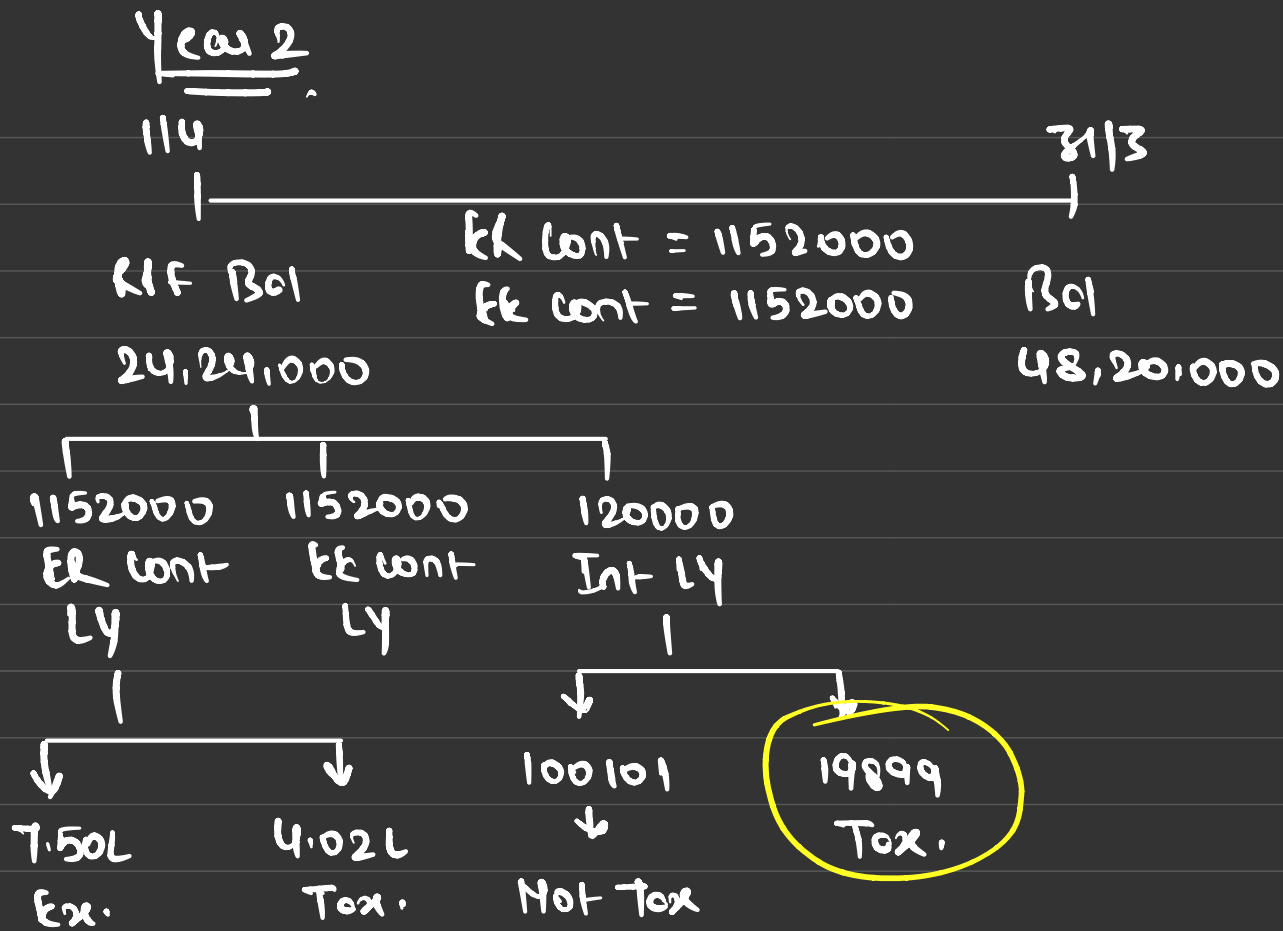 Year 2
1/4 31/3
ER cont = 1152000
RPF Bal EE cont = 1152000 Bal
24,24,000 48,20,000
1152000 1152000 120000
ER cont EE cont Int LY
LY LY
100101 19899
7.50L 4.02L Tax.
Ex. Tax. Not Tax